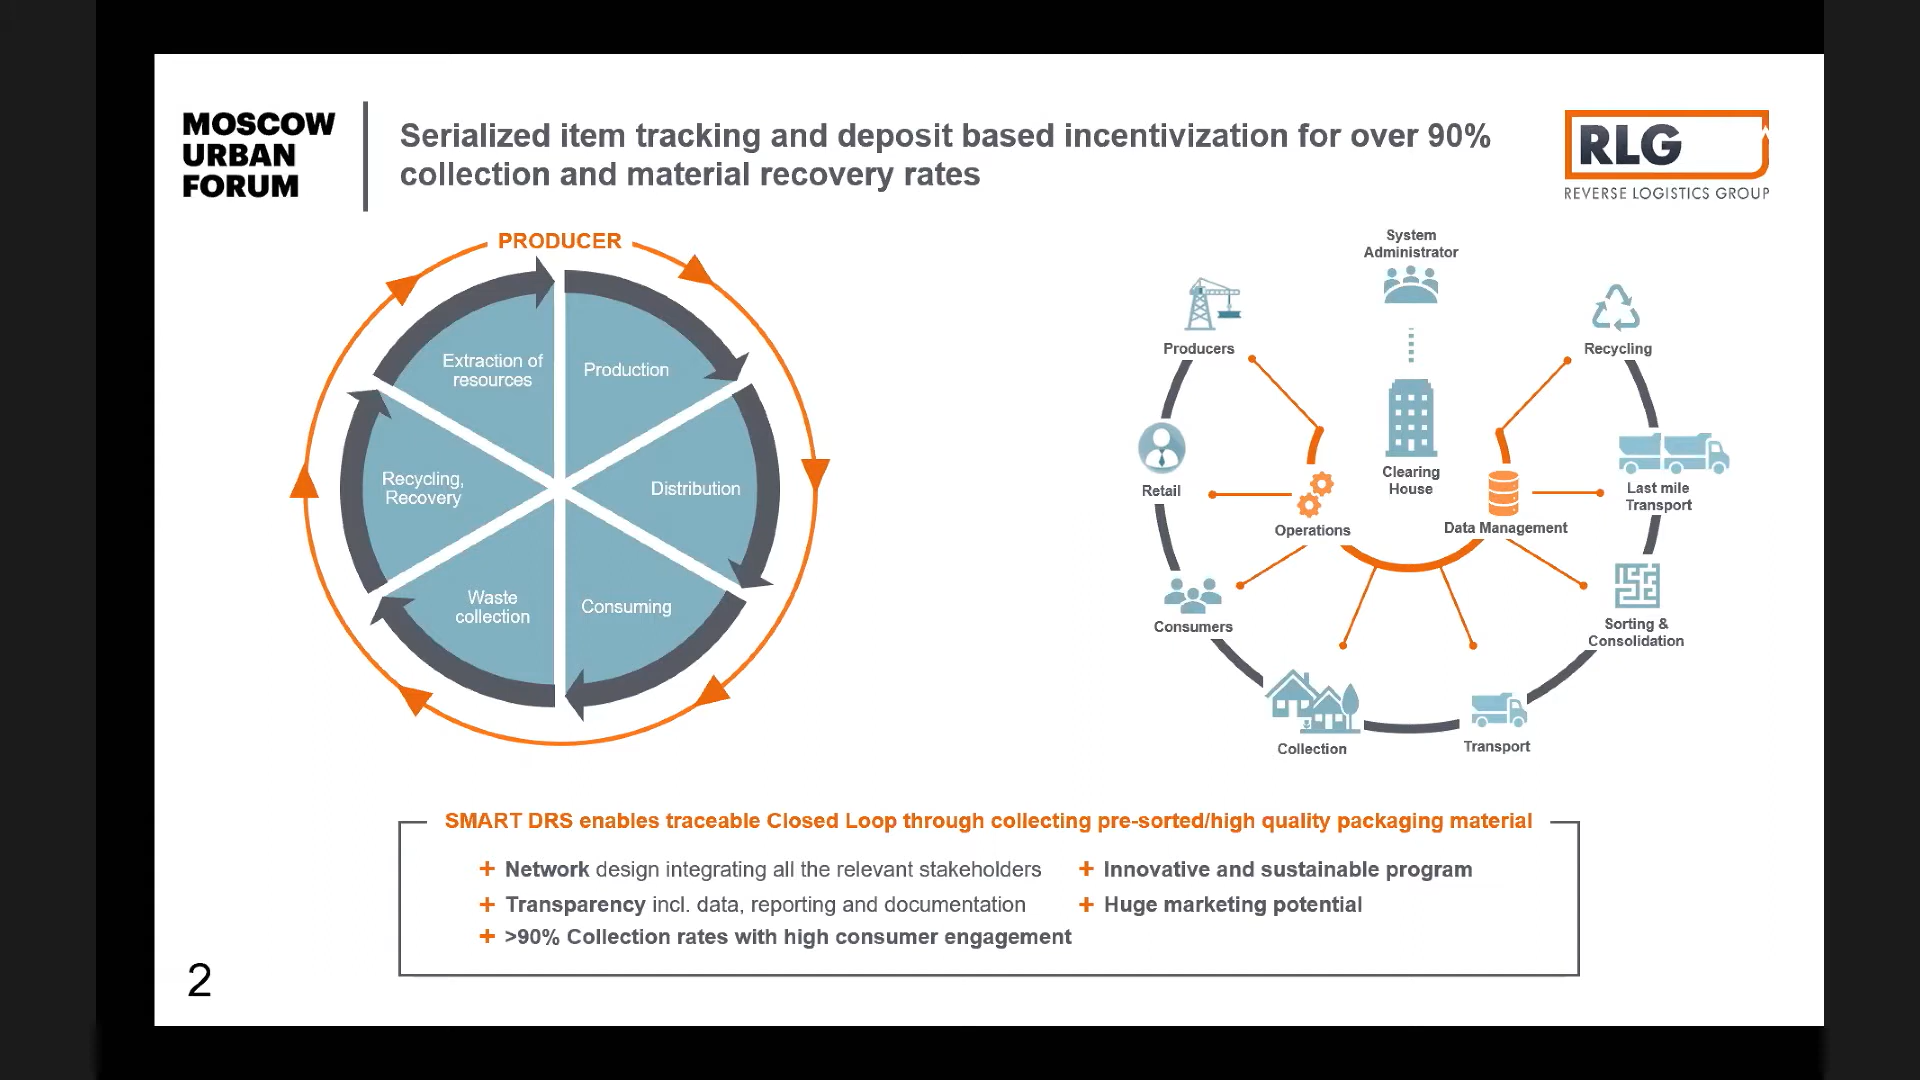 MOSCOW
URBAN
FORUM
Serialized item tracking and deposit based incentivization for over 90%
collection and material recovery rates
RLG
REVERSE LOGISTICS GROUP
PRODUCER
Extraction of
resources
Production
Recycling,
Recovery
Distribution
Waste
collection
Consuming
System
Administrator
Producers
Recycling
Clearing
House
Retail
Last mile
Transport
Operations
Data Management
Consumers
Sorting &
Consolidation
Collection
Transport
SMART DRS enables traceable Closed Loop through collecting pre-sorted/high quality packaging material
+ Network design integrating all the relevant stakeholders
+ Transparency incl. data, reporting and documentation
+ >90% Collection rates with high consumer engagement
+ Innovative and sustainable program
+ Huge marketing potential
2